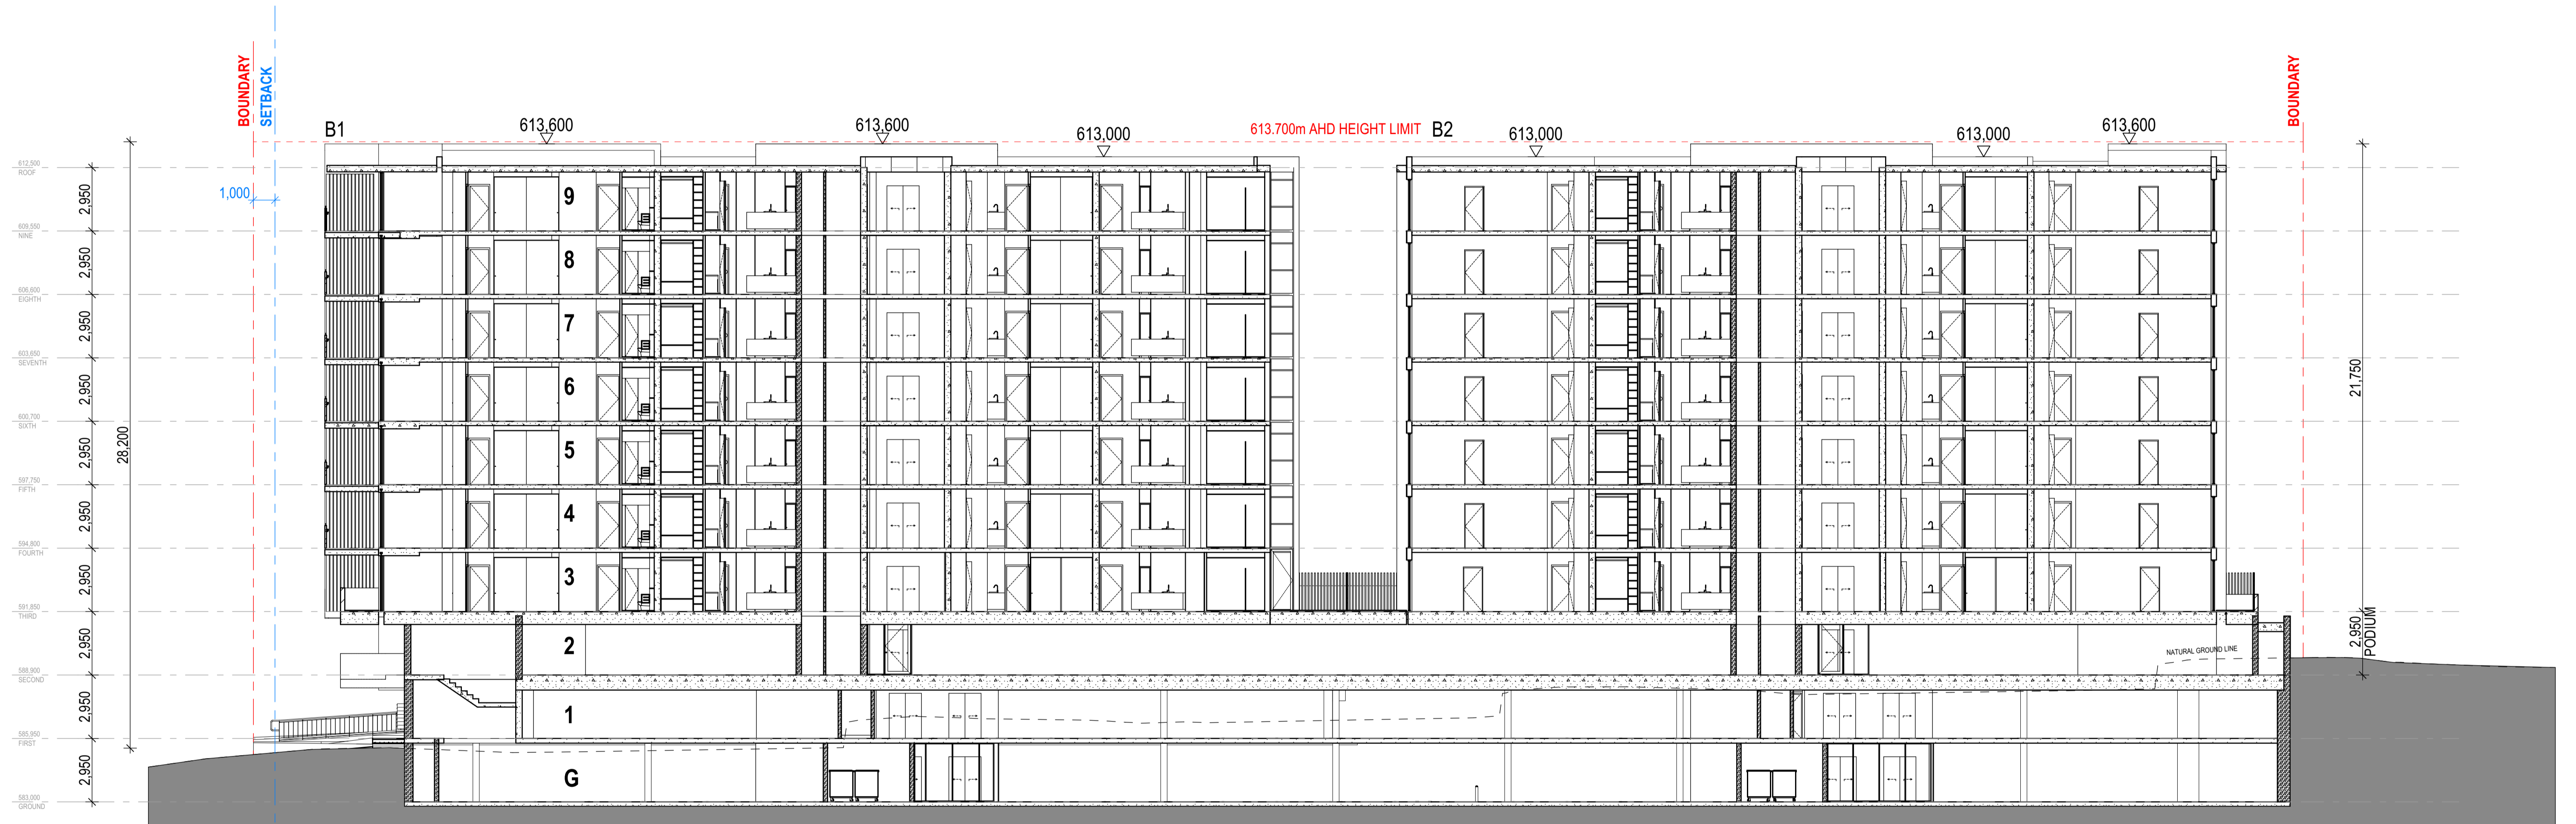 BOUNDARY
SETBACK
BOUNDARY
B1
613,600
613,600
613,000
613.700m AHD HEIGHT LIMIT
B2
613,000
613,000
613,600
612,500
ROOF
2,950
9
1,000
609,550
NINE
2,950
8
606,600
EIGHTH
2,950
7
603,650
SEVENTH
2,950
6
21,750
600,700
SIXTH
28,200
2,950
5
597,750
FIFTH
2,950
4
594,800
FOURTH
2,950
3
591,850
THIRD
2,950
2
2,950
PODIUM
NATURAL GROUND LINE
588,900
SECOND
2,950
1
585,950
FIRST
2,950
G
583,000
GROUND